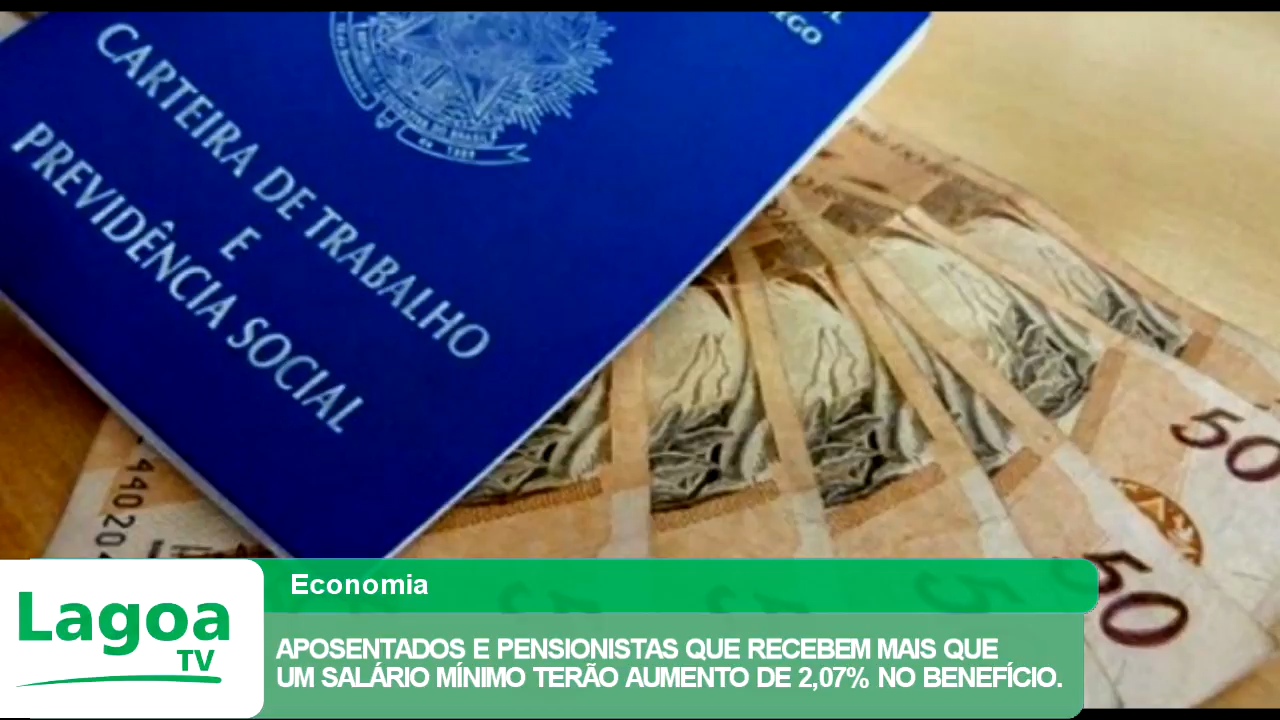 CARTEIRA DE TRABALHO
E
PREVIDÊNCIA SOCIAL
50
50
Economia
Lagoa
TV
APOSENTADOS E PENSIONISTAS QUE RECEBEM MAIS QUE
UM SALÁRIO MÍNIMO TERÃO AUMENTO DE 2,07% NO BENEFÍCIO.